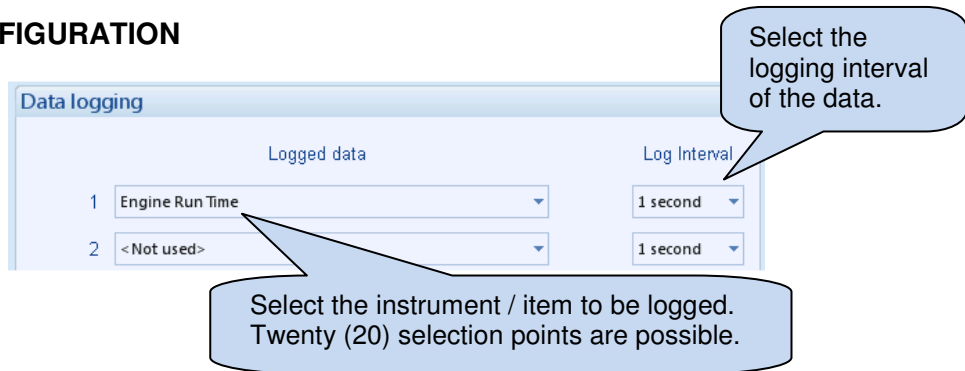 FIGURATION
Select the
logging interval
of the data.
Data logging
Logged data
Log Interval
1 Engine Run Time 1 second
2 <Not used> 1 second
Select the instrument / item to be logged.
Twenty (20) selection points are possible.